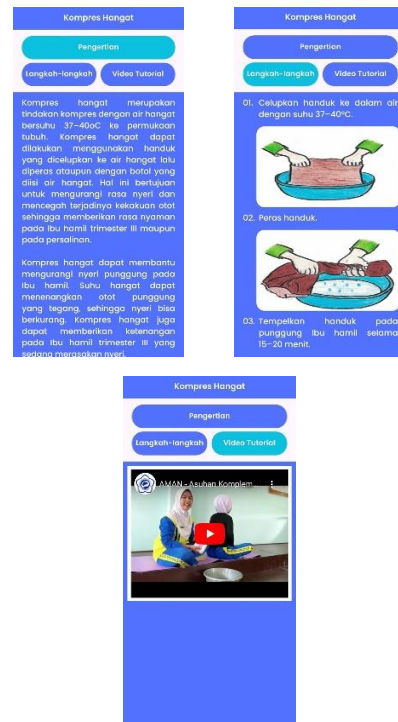 Kompres Hangat
Pengertian
Langkah-langkah
Video Tutorial
Kompres hangat merupakan
tindakan kompres dengan air hangat
bersuhu 37–40oC ke permukaan
tubuh. Kompres hangat dapat
dilakukan menggunakan handuk
yang dicelupkan ke air hangat lalu
diperas ataupun dengan botol yang
diisi air hangat. Hal ini bertujuan
untuk mengurangi rasa nyeri dan
mencegah terjadinya kekakuan otot
sehingga memberikan rasa nyaman
pada Ibu hamil trimester III maupun
pada persalinan.
Kompres hangat dapat membantu
mengurangi nyeri punggung pada
Ibu hamil. Suhu hangat dapat
menenangkan otot punggung
yang tegang, sehingga nyeri bisa
berkurang. Kompres hangat juga
dapat memberikan ketenangan
pada Ibu hamil trimester III yang
sedang merasakan nyeri.
Kompres Hangat
Pengertian
Langkah-langkah
Video Tutorial
01. Celupkan handuk ke dalam air
dengan suhu 37–40°C.
02. Peras handuk.
03. Tempelkan handuk pada
punggung Ibu hamil selama
15–20 menit.
Kompres Hangat
Pengertian
Langkah-langkah
Video Tutorial
AMAN - Asuhan Komplem